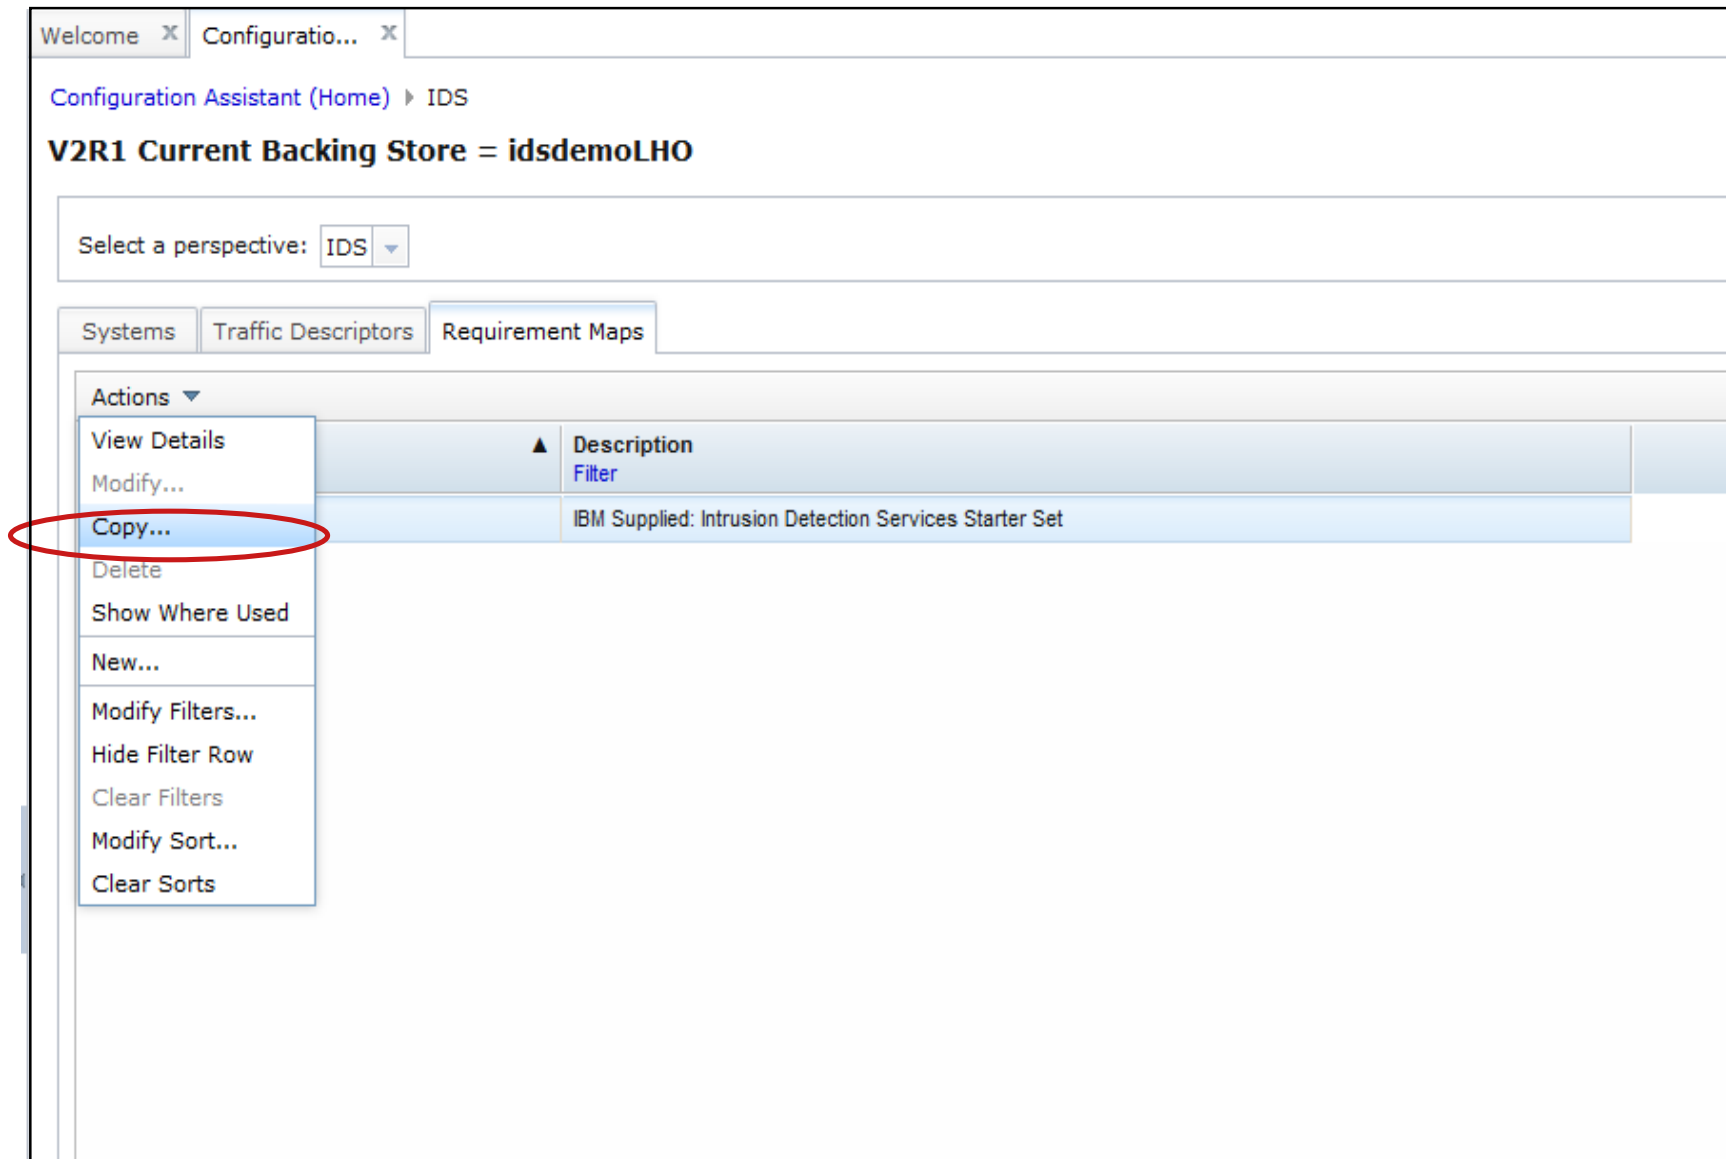 Welcome X Configuratio... X
Configuration Assistant (Home) IDS
V2R1 Current Backing Store = idsdemoLHO
Select a perspective: IDS
Systems Traffic Descriptors Requirement Maps
Actions
View Details
Description
Filter
Modify...
Copy...
IBM Supplied: Intrusion Detection Services Starter Set
Delete
Show Where Used
New...
Modify Filters...
Hide Filter Row
Clear Filters
Modify Sort...
Clear Sorts